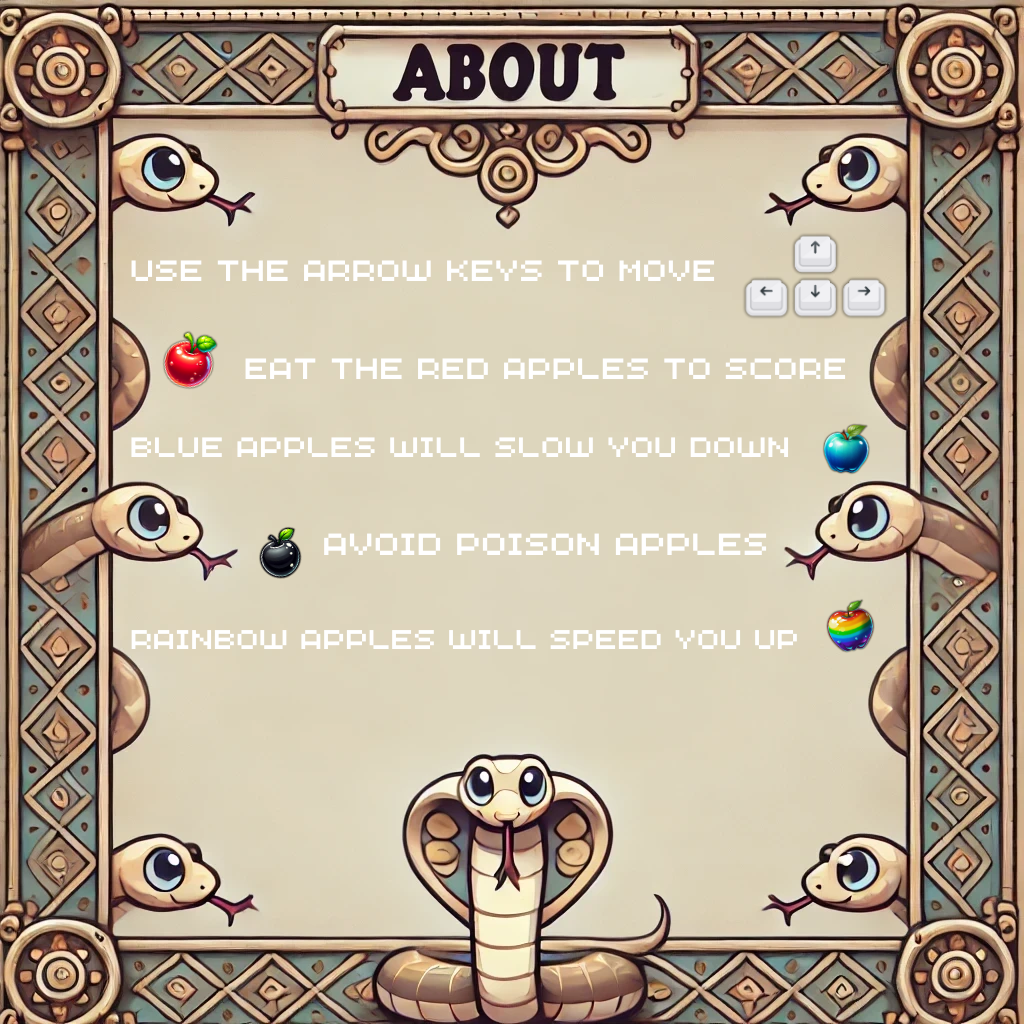 ABOUT
USE THE ARROW KEYS TO MOVE
↑
← ↓ →
EAT THE RED APPLES TO SCORE
BLUE APPLES WILL SLOW YOU DOWN
AVOID POISON APPLES
RAINBOW APPLES WILL SPEED YOU UP